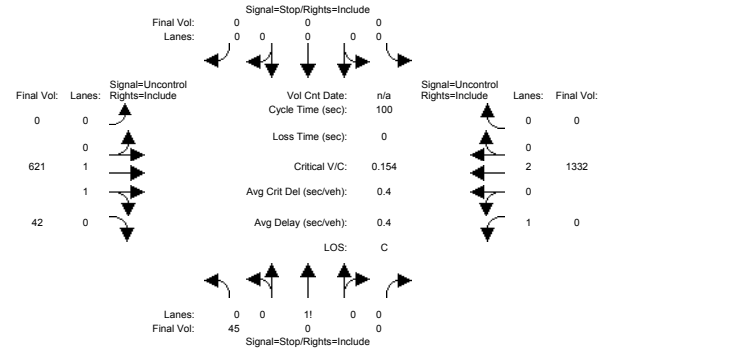 Signal=Stop/Rights=Include
Final Vol: 0 0 0
Lanes: 0 0 0 0 0
Signal=Uncontrol
Final Vol: Lanes: Rights=Include
Vol Cnt Date: n/a
Signal=Uncontrol
Rights=Include Lanes: Final Vol:
Cycle Time (sec): 100
0 0
0 0
Loss Time (sec): 0
0
0
621 1
Critical V/C: 0.154
2 1332
1
Avg Crit Del (sec/veh): 0.4
0
42 0
Avg Delay (sec/veh): 0.4
1 0
LOS: C
Lanes: 0 0 1! 0 0
Final Vol: 45 0 0
Signal=Stop/Rights=Include